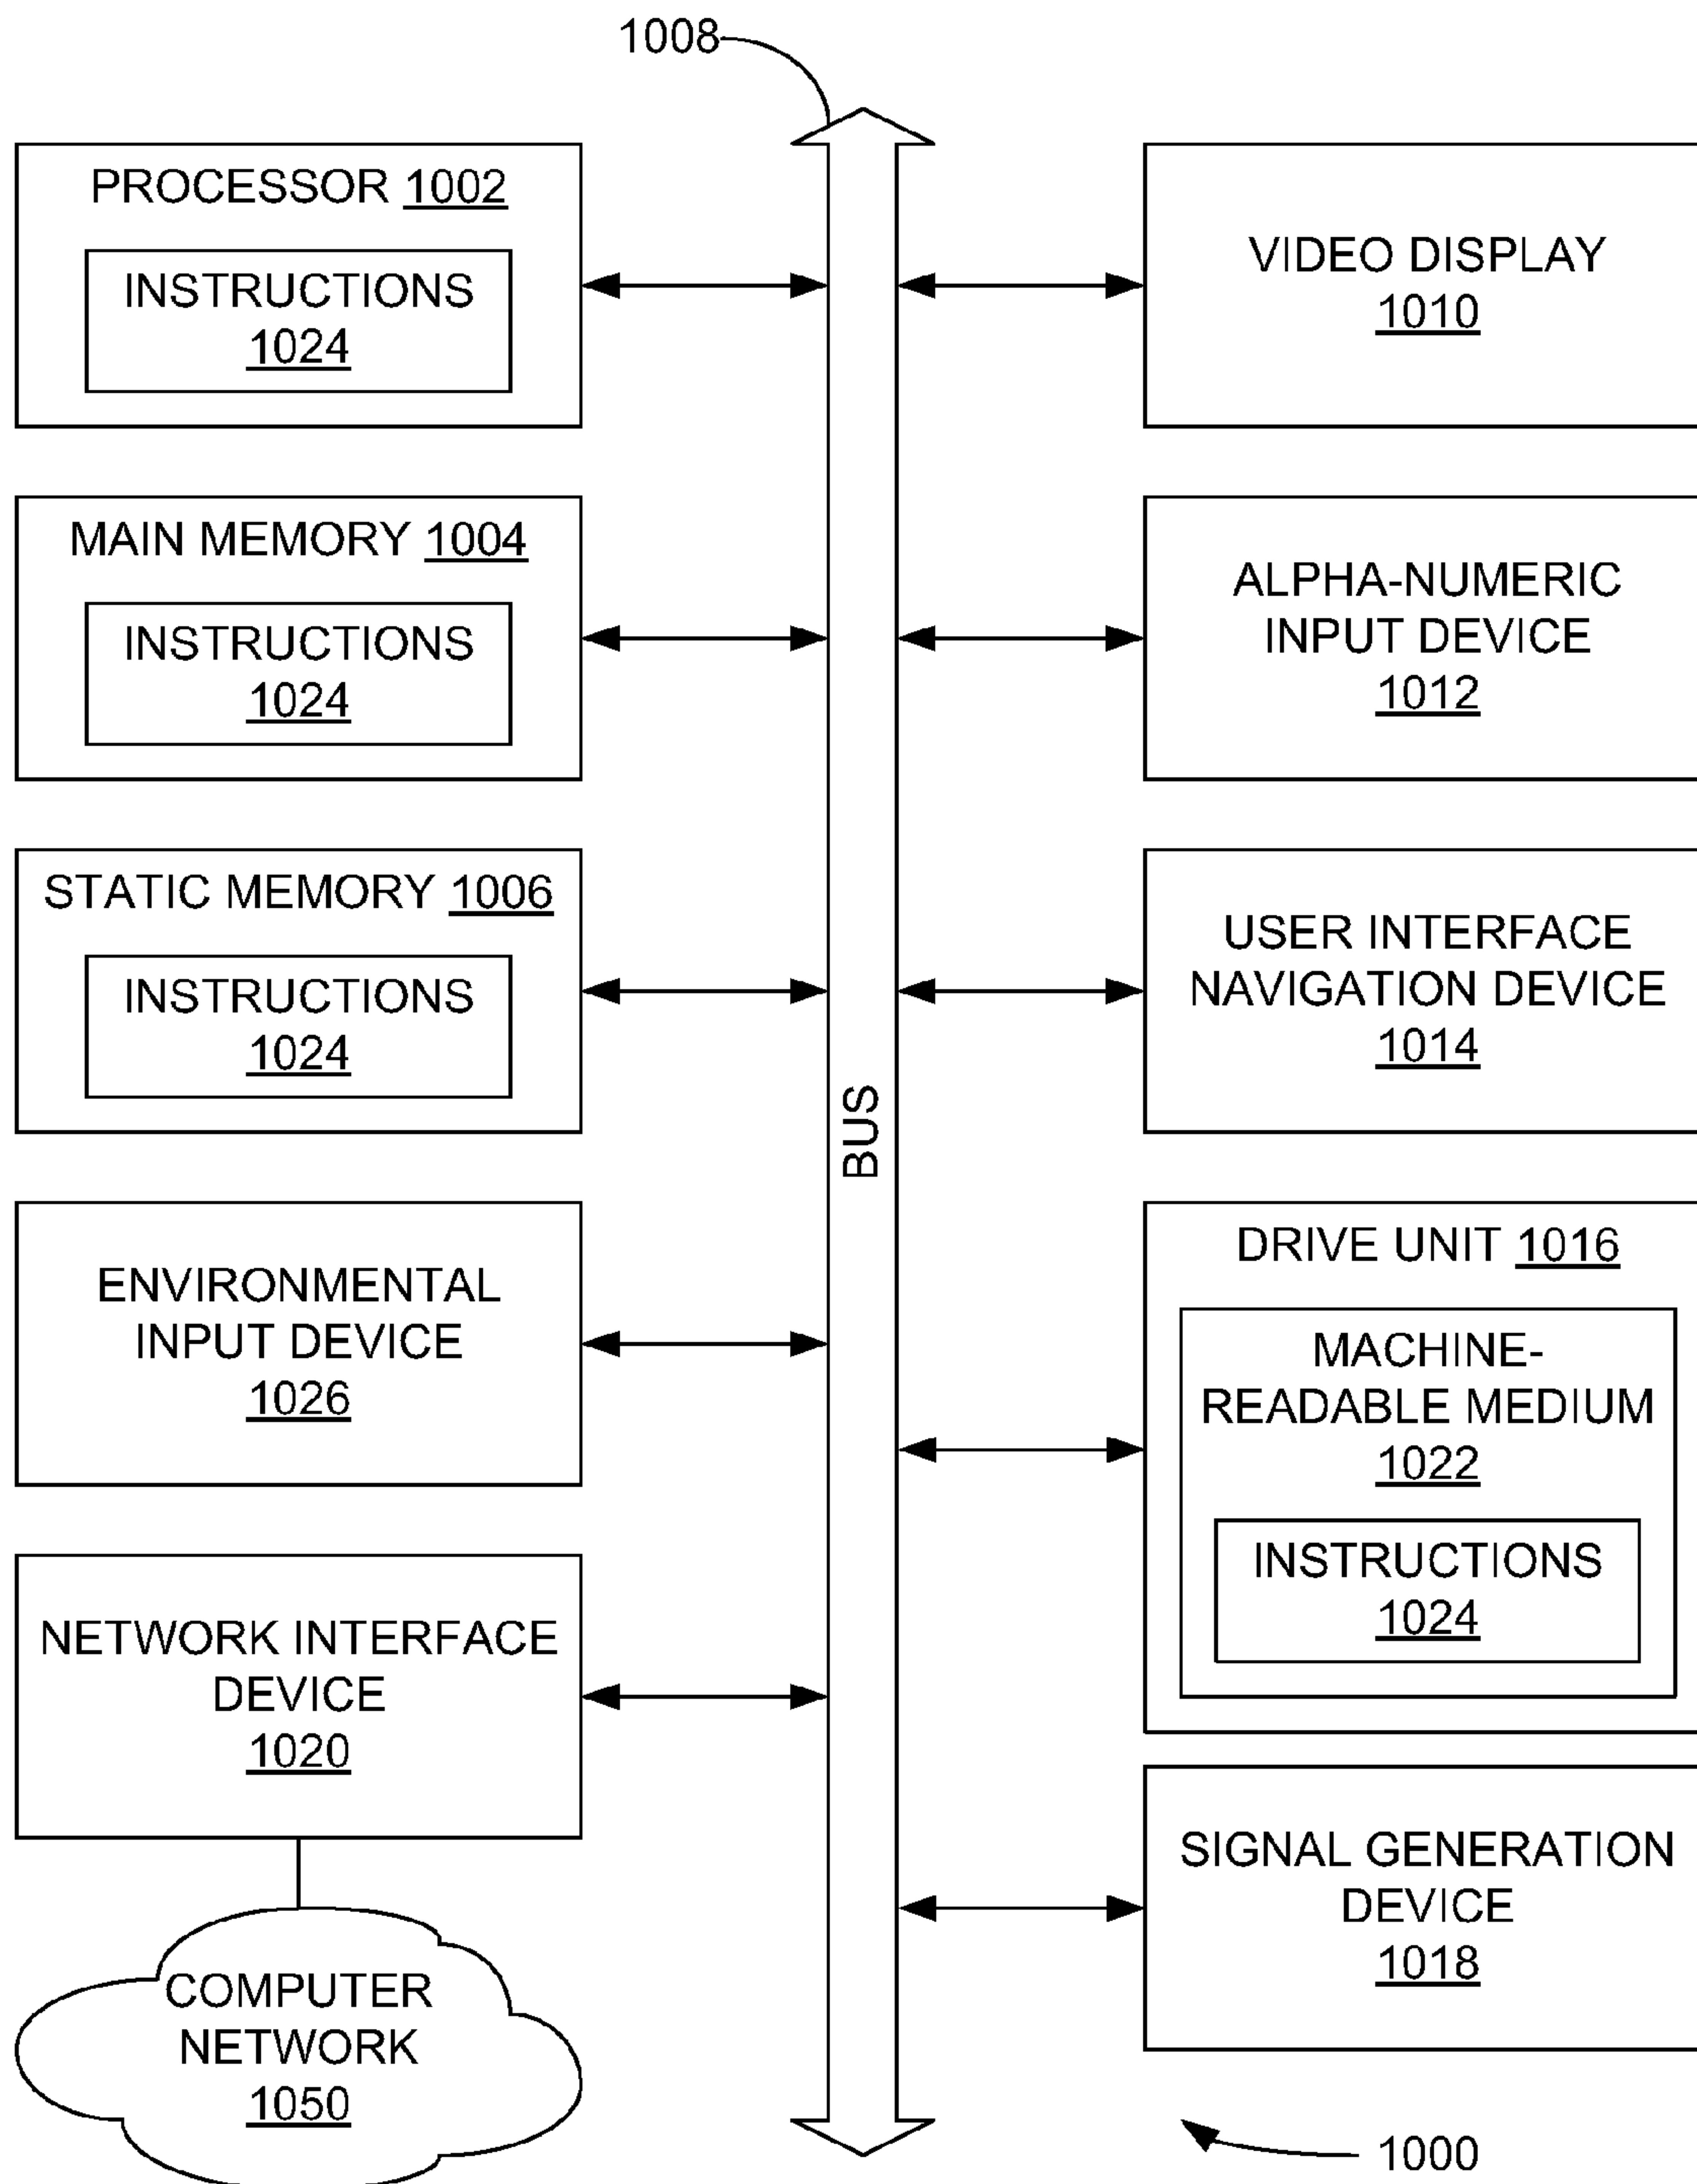 1008
PROCESSOR 1002
INSTRUCTIONS
1024
MAIN MEMORY 1004
INSTRUCTIONS
1024
STATIC MEMORY 1006
INSTRUCTIONS
1024
ENVIRONMENTAL
INPUT DEVICE
1026
NETWORK INTERFACE
DEVICE
1020
COMPUTER
NETWORK
1050
BUS
VIDEO DISPLAY
1010
ALPHA-NUMERIC
INPUT DEVICE
1012
USER INTERFACE
NAVIGATION DEVICE
1014
DRIVE UNIT 1016
MACHINE-
READABLE MEDIUM
1022
INSTRUCTIONS
1024
SIGNAL GENERATION
DEVICE
1018
1000